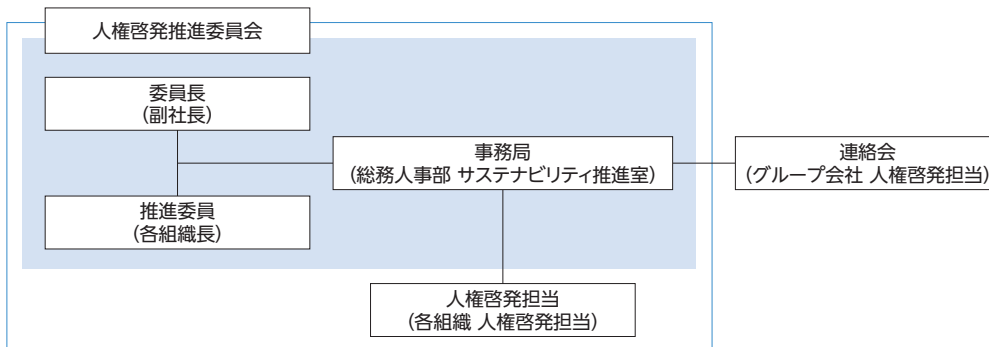 人権啓発推進委員会
委員長
(副社長)
事務局
(総務人事部 サステナビリティ推進室)
連絡会
(グループ会社 人権啓発担当)
推進委員
(各組織長)
人権啓発担当
(各組織 人権啓発担当)